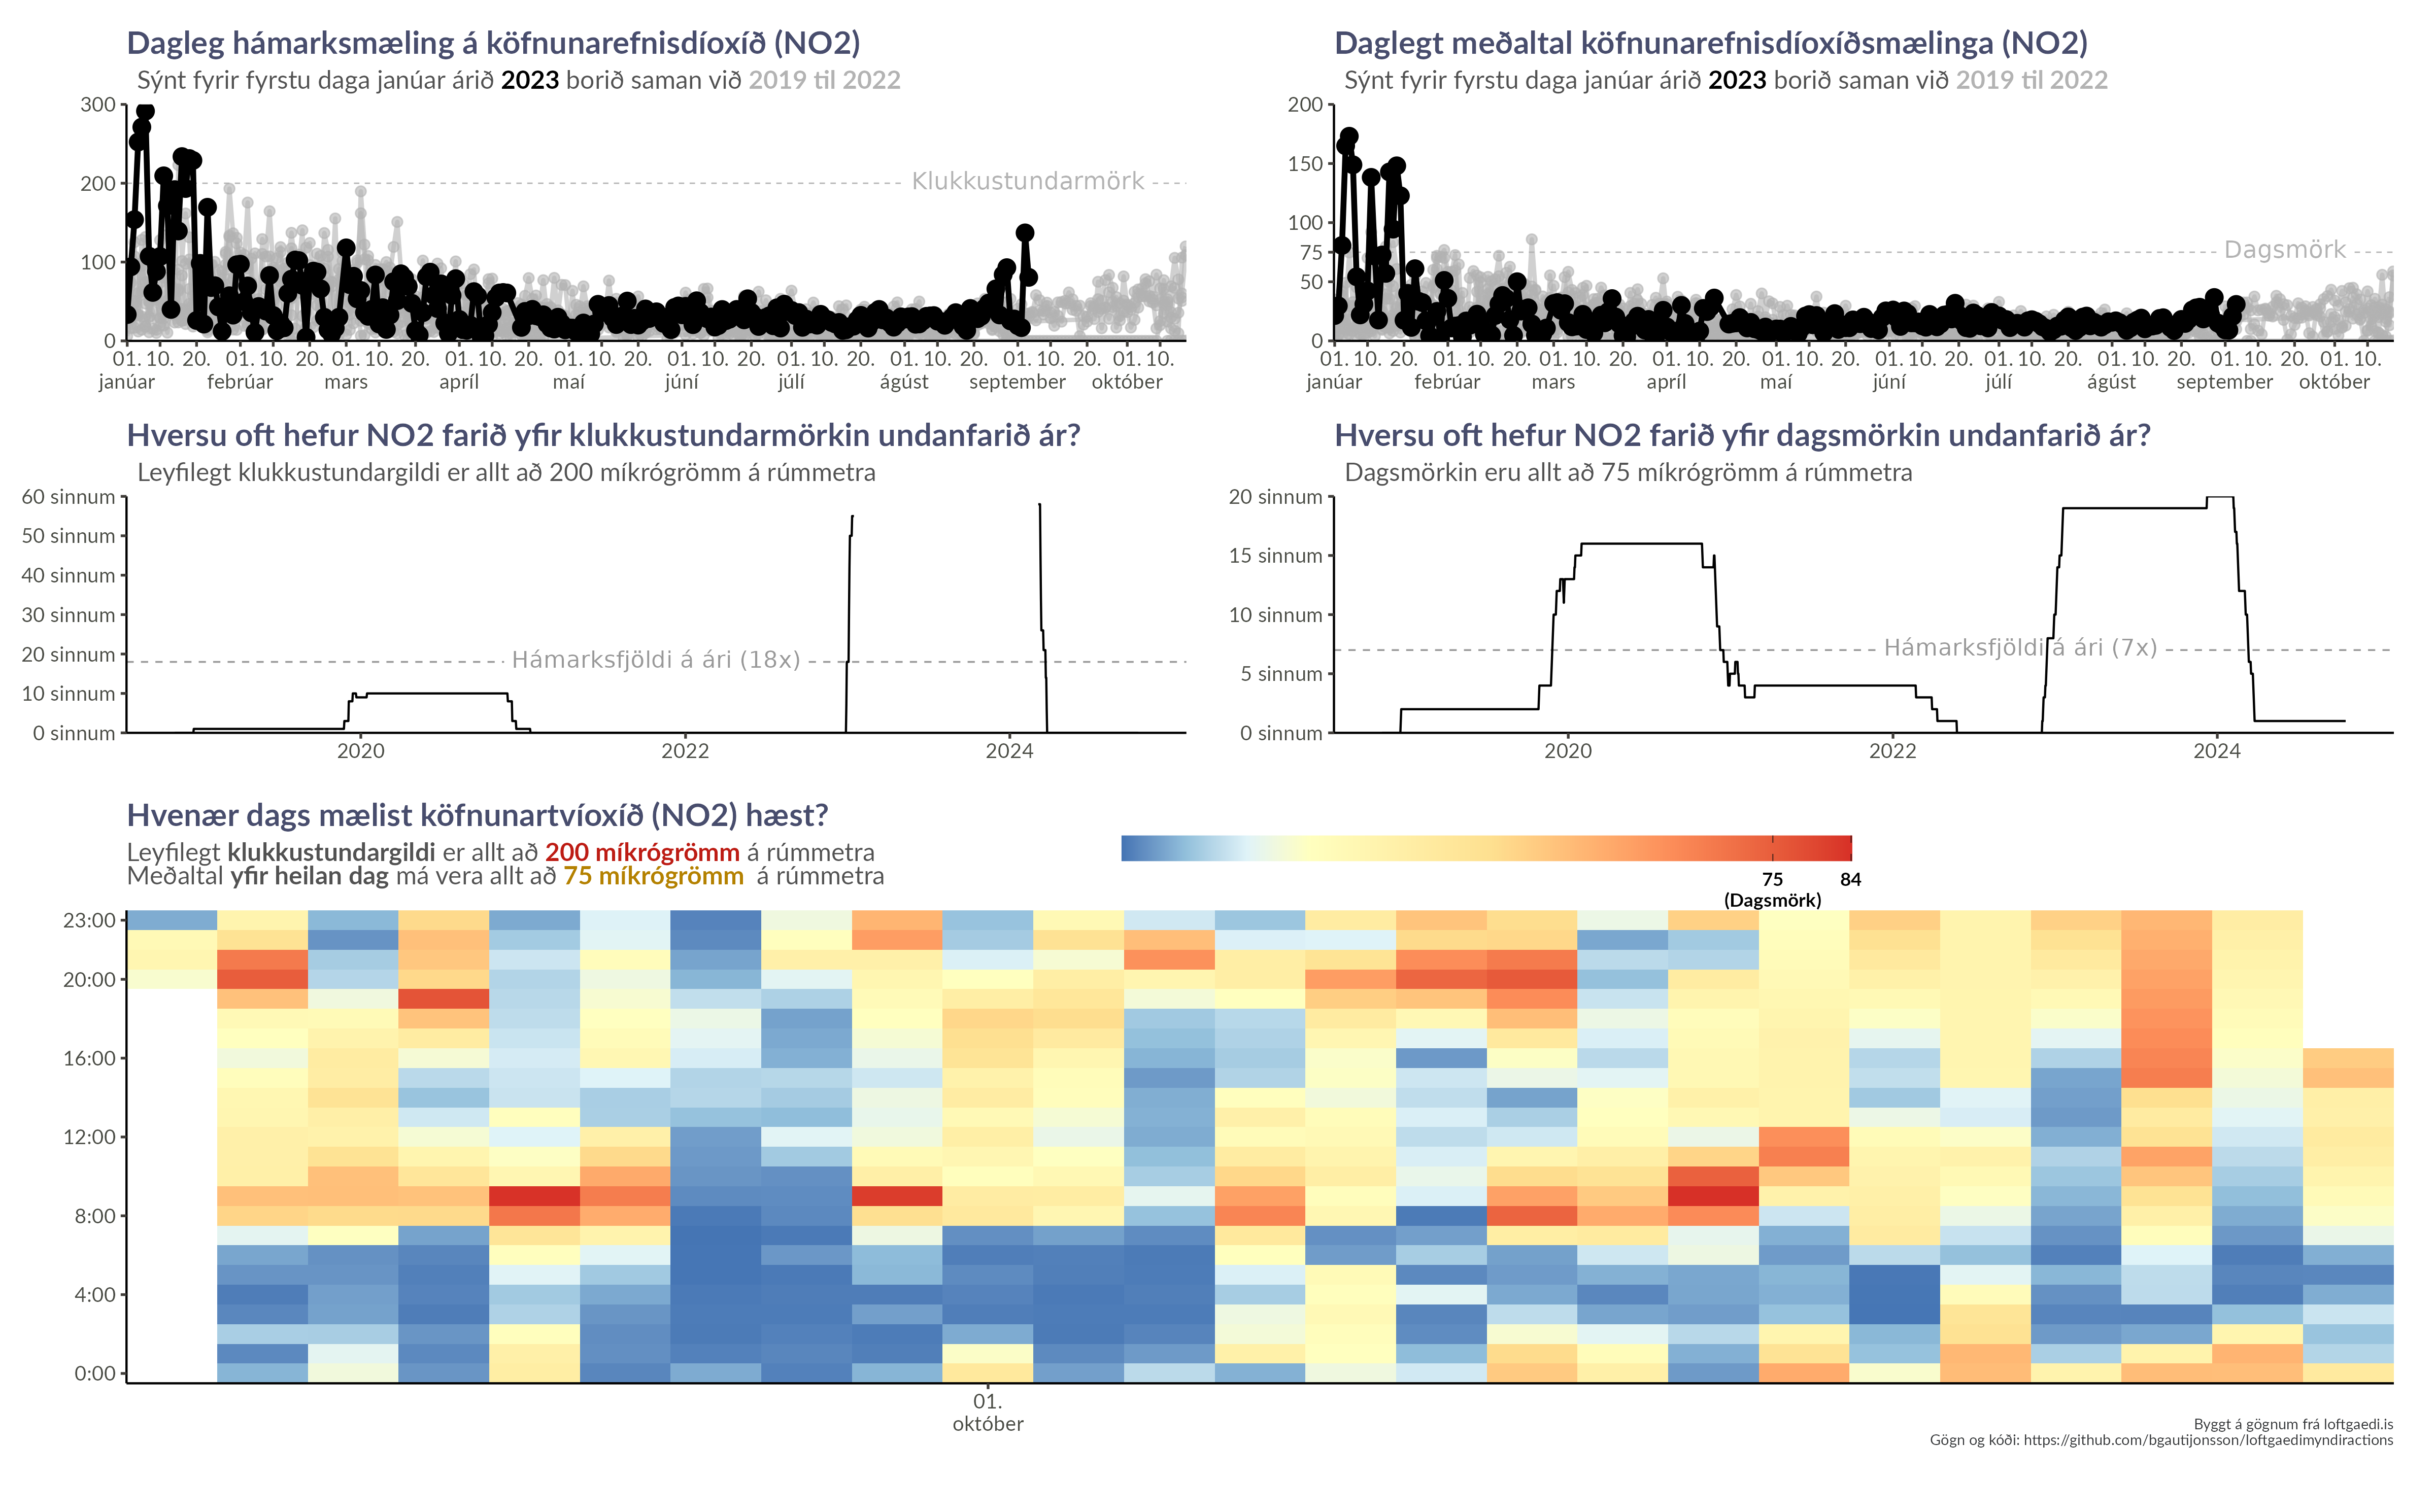 Dagleg hámarksmæling á köfnunarefnisdíoxíð (NO2)
Sýnt fyrir fyrstu daga janúar árið 2023 borið saman við 2019 til 2022
300
200
100
0
Klukkustundarmörk
01. 10. 20. 01. 10. 20. 01. 10. 20. 01. 10. 20. 01. 10. 20. 01. 10. 20. 01. 10. 20. 01. 10. 20. 01. 10. 20. 01. 10.
janúar febrúar mars apríl maí júní júlí ágúst september október
Daglegt meðaltal köfnunarefnisdíoxíðsmælinga (NO2)
Sýnt fyrir fyrstu daga janúar árið 2023 borið saman við 2019 til 2022
200
150
100
75
50
0
Dagsmörk
01. 10. 20. 01. 10. 20. 01. 10. 20. 01. 10. 20. 01. 10. 20. 01. 10. 20. 01. 10. 20. 01. 10. 20. 01. 10. 20. 01. 10.
janúar febrúar mars apríl maí júní júlí ágúst september október
Hversu oft hefur NO2 farið yfir klukkustundarmörkin undanfarið ár?
Leyfilegt klukkustundargildi er allt að 200 míkrógrömm á rúmmetra
60 sinnum
50 sinnum
40 sinnum
30 sinnum
20 sinnum
10 sinnum
0 sinnum
Hámarksfjöldi á ári (18x)
2020 2022 2024
Hversu oft hefur NO2 farið yfir dagsmörkin undanfarið ár?
Dagsmörkin eru allt að 75 míkrógrömm á rúmmetra
20 sinnum
15 sinnum
10 sinnum
5 sinnum
0 sinnum
Hámarksfjöldi á ári (7x)
2020 2022 2024
Hvenær dags mælist köfnunartvíoxíð (NO2) hæst?
Leyfilegt klukkustundargildi er allt að 200 míkrógrömm á rúmmetra
Meðaltal yfir heilan dag má vera allt að 75 míkrógrömm á rúmmetra
75 84
(Dagsmörk)
23:00
20:00
16:00
12:00
8:00
4:00
0:00
01.
október
Byggt á gögnum frá loftgaedi.is
Gögn og kóði: https://github.com/bgautijonsson/loftgaedimyndiractions